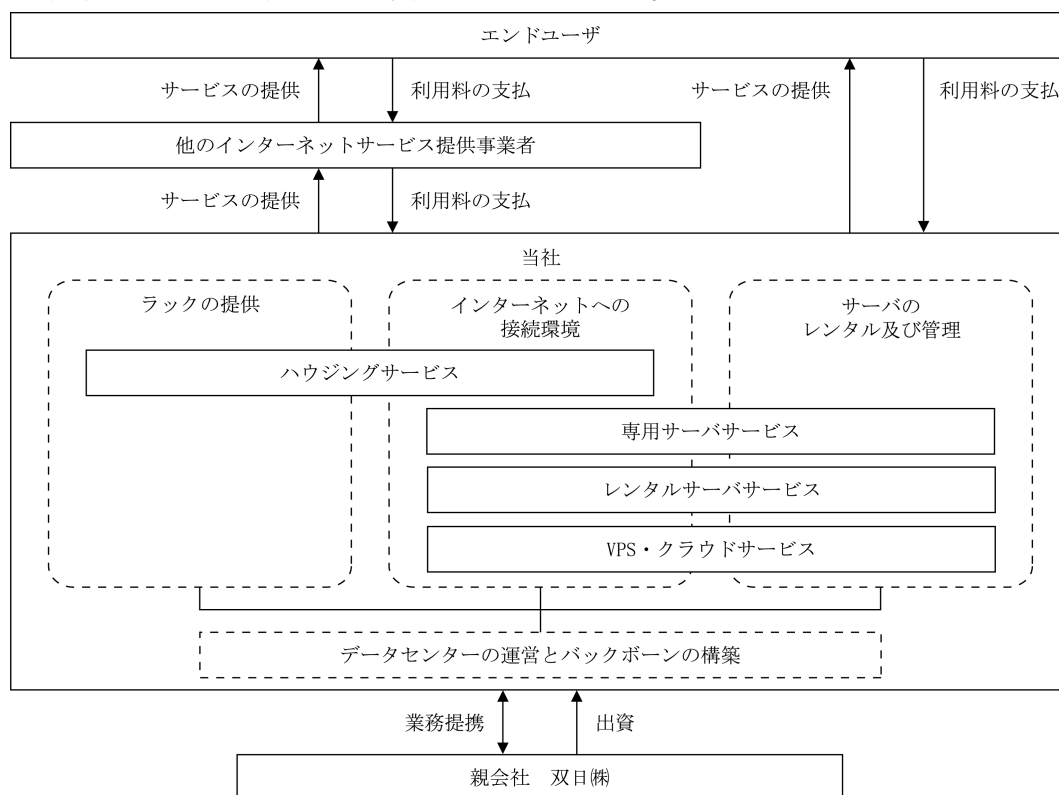 エンドユーザ
サービスの提供
利用料の支払
サービスの提供
利用料の支払
他のインターネットサービス提供事業者
サービスの提供
利用料の支払
当社
ラックの提供
インターネットへの
接続環境
サーバの
レンタル及び管理
ハウジングサービス
専用サーバサービス
レンタルサーバサービス
VPS・クラウドサービス
データセンターの運営とバックボーンの構築
業務提携
出資
親会社　双日㈱